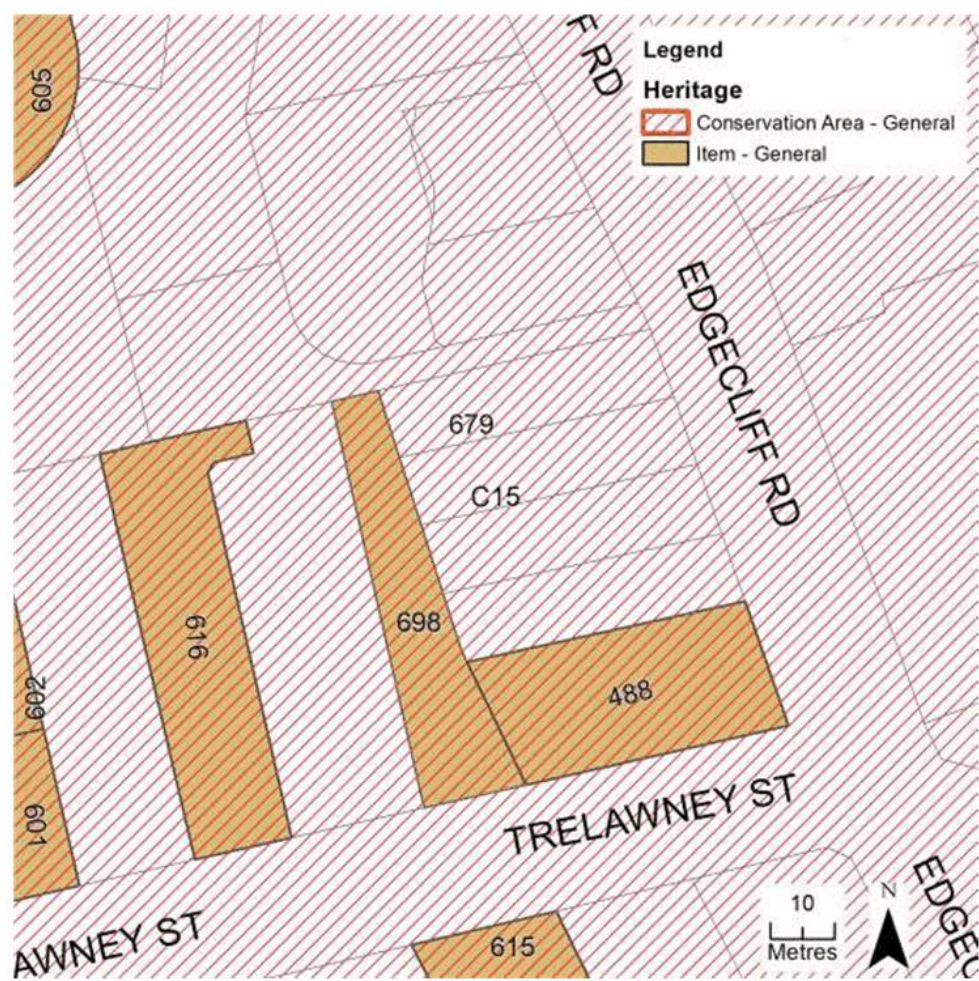 605
F RD
Legend
Heritage
Conservation Area - General
Item - General
EDGECLIFF RD
679
C15
698
616
488
602
601
TRELAWNEY ST
10
Metres
N
EDGEC
AWNEY ST
615